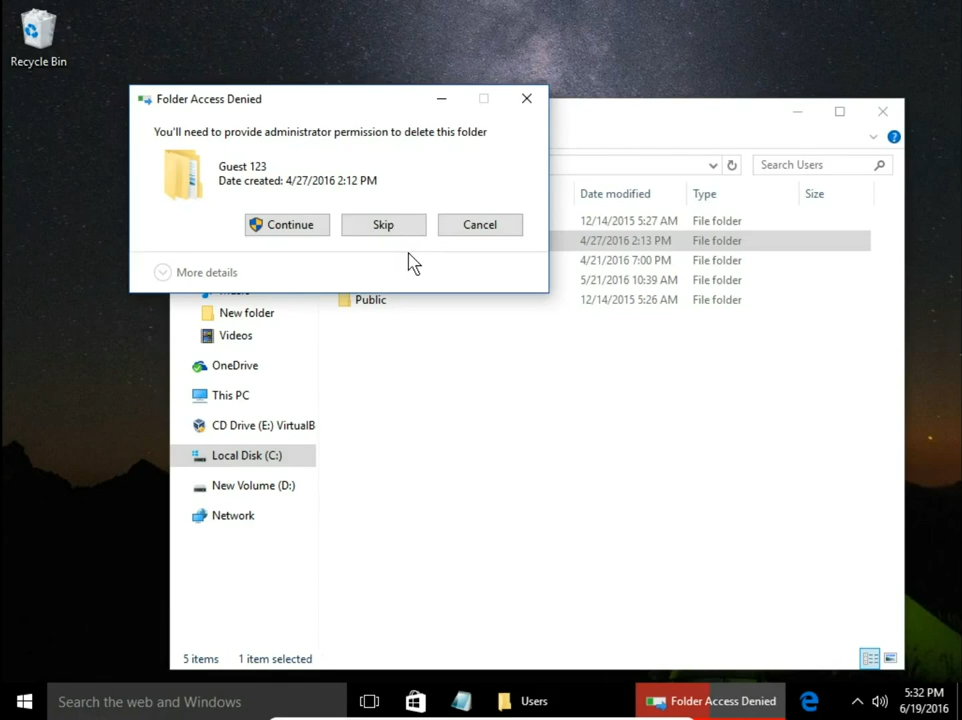 Recycle Bin
Folder Access Denied
You'll need to provide administrator permission to delete this folder
Guest 123
Date created: 4/27/2016 2:12 PM
Continue
Skip
Cancel
More details
Search Users
Date modified
Type
Size
12/14/2015 5:27 AM File folder
4/27/2016 2:13 PM File folder
4/21/2016 7:00 PM File folder
5/21/2016 10:39 AM File folder
Public 12/14/2015 5:26 AM File folder
New folder
Videos
OneDrive
This PC
CD Drive (E:) VirtualB
Local Disk (C:)
New Volume (D:)
Network
5 items 1 item selected
Search the web and Windows
Users
Folder Access Denied
5:32 PM
6/19/2016